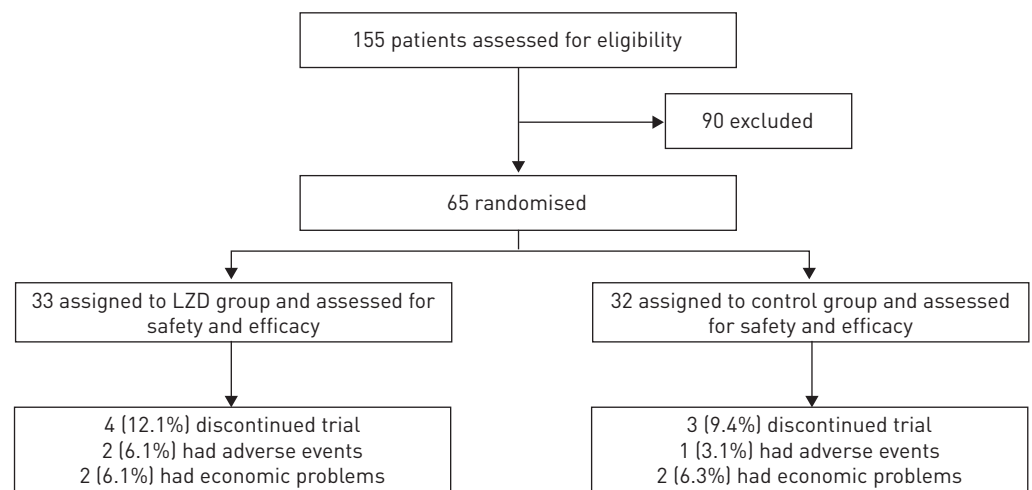 155 patients assessed for eligibility
90 excluded
65 randomised
33 assigned to LZD group and assessed for
safety and efficacy
32 assigned to control group and assessed
for safety and efficacy
4 (12.1%) discontinued trial
2 (6.1%) had adverse events
2 (6.1%) had economic problems
3 (9.4%) discontinued trial
1 (3.1%) had adverse events
2 (6.3%) had economic problems